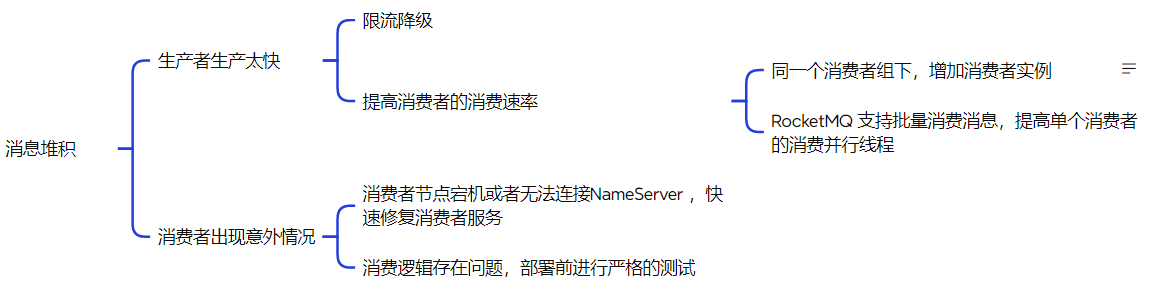 消息堆积
生产者生产太快
限流降级
提高消费者的消费速率
同一个消费者组下，增加消费者实例
RocketMQ 支持批量消费消息，提高单个消费者
的消费并行线程
消费者出现意外情况
消费者节点宕机或者无法连接NameServer ，快
速修复消费者服务
消费逻辑存在问题，部署前进行严格的测试